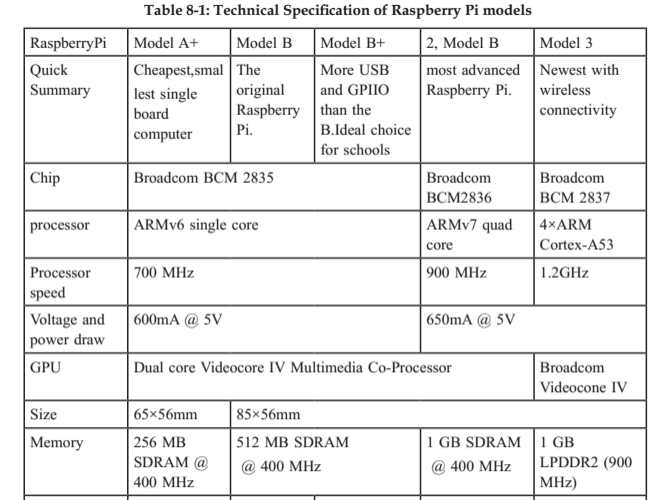 Table 8-1: Technical Specification of Raspberry Pi models
RaspberryPi Model A+ Model B Model B+ 2, Model B Model 3
Quick Summary
Cheapest,smal
lest single
board
computer
The
original
Raspberry
Pi.
More USB
and GPIIO
than the
B.Ideal choice
for schools
most advanced
Raspberry Pi.
Newest with
wireless
connectivity
Chip
Broadcom BCM 2835
Broadcom
BCM2836
Broadcom
BCM 2837
processor
ARMv6 single core
ARMv7 quad
core
4×ARM
Cortex-A53
Processor
speed
700 MHz
900 MHz
1.2GHz
Voltage and
power draw
600mA @ 5V
650mA @ 5V
GPU
Dual core Videocore IV Multimedia Co-Processor
Broadcom
Videocone IV
Size
65×56mm
85×56mm
Memory
256 MB
SDRAM @
400 MHz
512 MB SDRAM
@ 400 MHz
1 GB SDRAM
@ 400 MHz
1 GB
LPDDR2 (900
MHz)